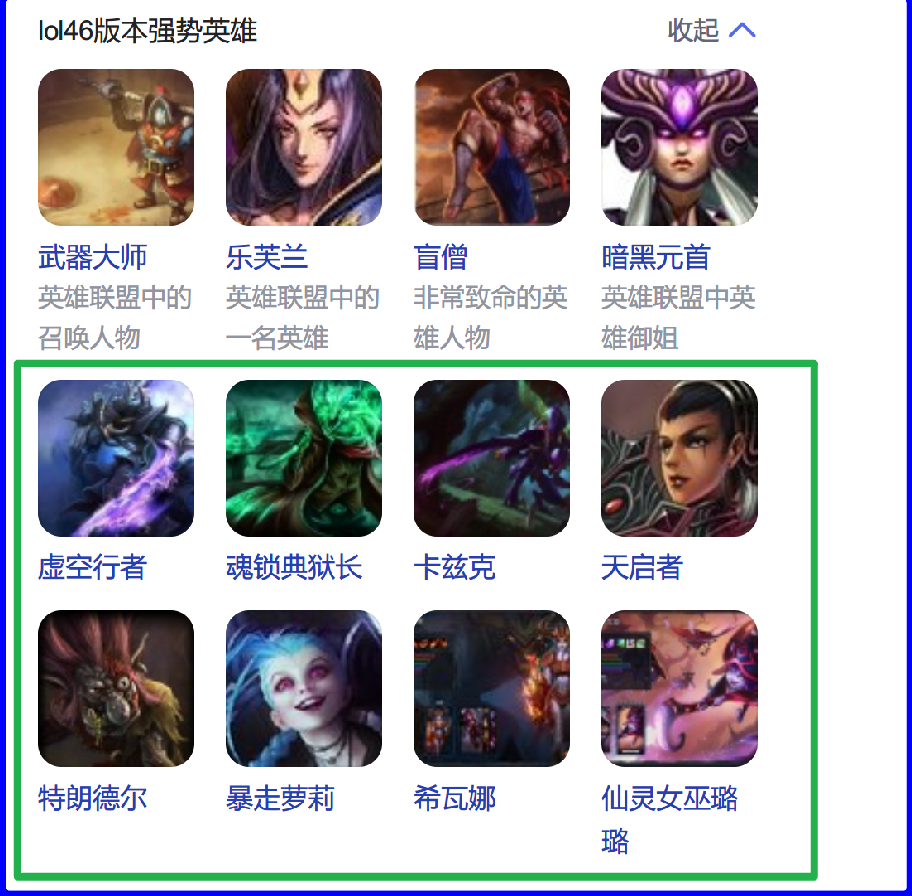 lol46版本强势英雄 收起
武器大师 乐芙兰 盲僧 暗黑元首
英雄联盟中的 英雄联盟中的 非常致命的英 英雄联盟中英
召唤人物 一名英雄 雄人物 雄御姐
虚空行者 魂锁典狱长 卡兹克 天启者
特朗德尔 暴走萝莉 希瓦娜 仙灵女巫璐
璐